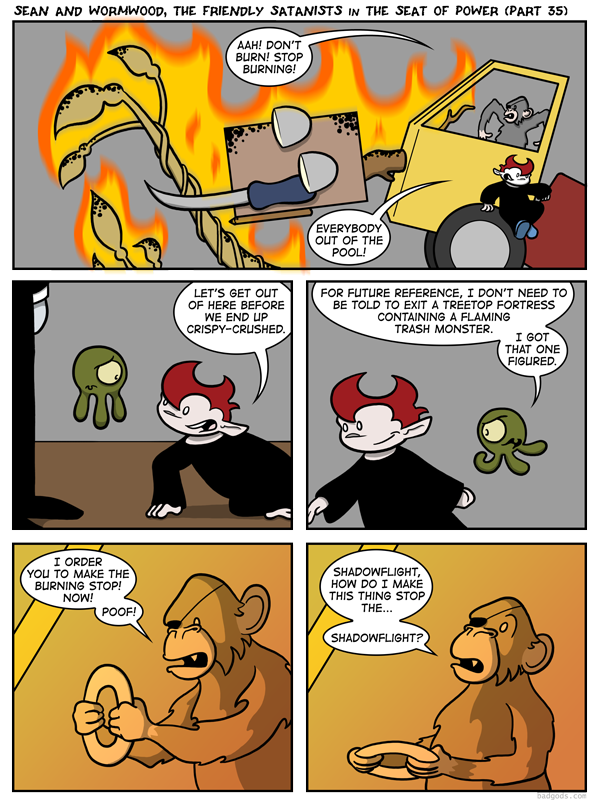 SEAN AND WORMWOOD, THE FRIENDLY SATANISTS IN THE SEAT OF POWER (PART 35)
AAH! DON'T
BURN! STOP
BURNING!
EVERYBODY
OUT OF THE
POOL!
LET'S GET OUT
OF HERE BEFORE
WE END UP
CRISPY-CRUSHED.
FOR FUTURE REFERENCE, I DON'T NEED TO
BE TOLD TO EXIT A TREETOP FORTRESS
CONTAINING A FLAMING
TRASH MONSTER.
I GOT
THAT ONE
FIGURED.
I ORDER
YOU TO MAKE THE
BURNING STOP!
NOW!
POOF!
SHADOWFLIGHT,
HOW DO I MAKE
THIS THING STOP
THE...
SHADOWFLIGHT?
badgods.com